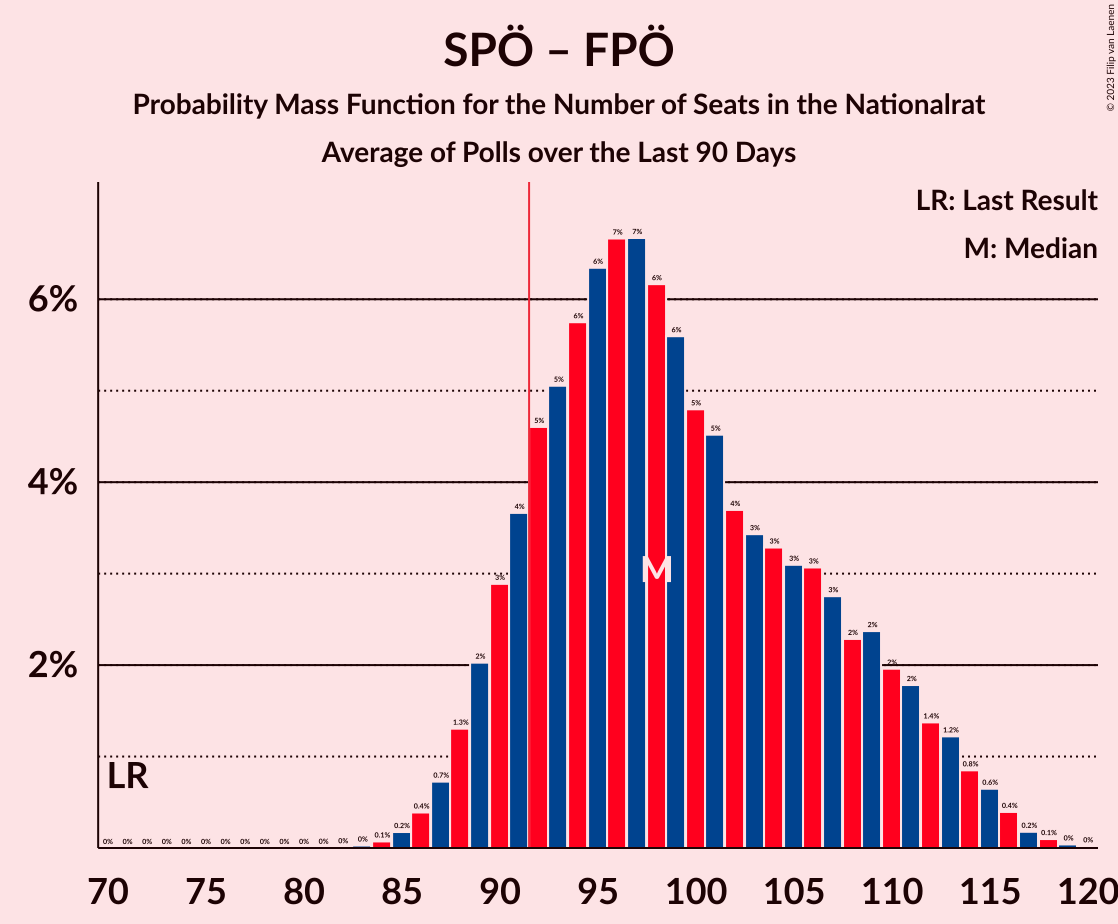 SPÖ – FPÖ
Probability Mass Function for the Number of Seats in the Nationalrat
Average of Polls over the Last 90 Days
© 2023 Filip van Laenen
LR: Last Result
M: Median
6%
4%
2%
LR
M
0% 0% 0% 0% 0% 0% 0% 0% 0% 0% 0% 0% 0% 0% 0.1% 0.2% 0.4% 0.7% 1.3% 2% 3% 4% 5% 5% 6% 6% 7% 7% 6% 6% 5% 5% 4% 3% 3% 3% 3% 3% 2% 2% 2% 2% 1.4% 1.2% 0.8% 0.6% 0.4% 0.2% 0.1% 0% 0%
70 75 80 85 90 95 100 105 110 115 120